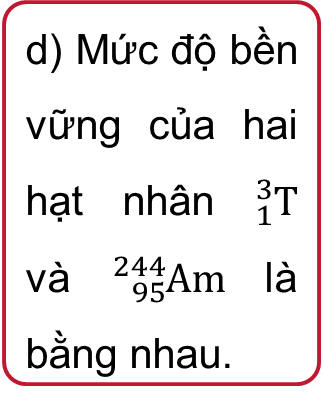 d) Mức độ bền
vững của hai
hạt nhân ³₁T
và ²⁴⁴₉₅Am là
bằng nhau.